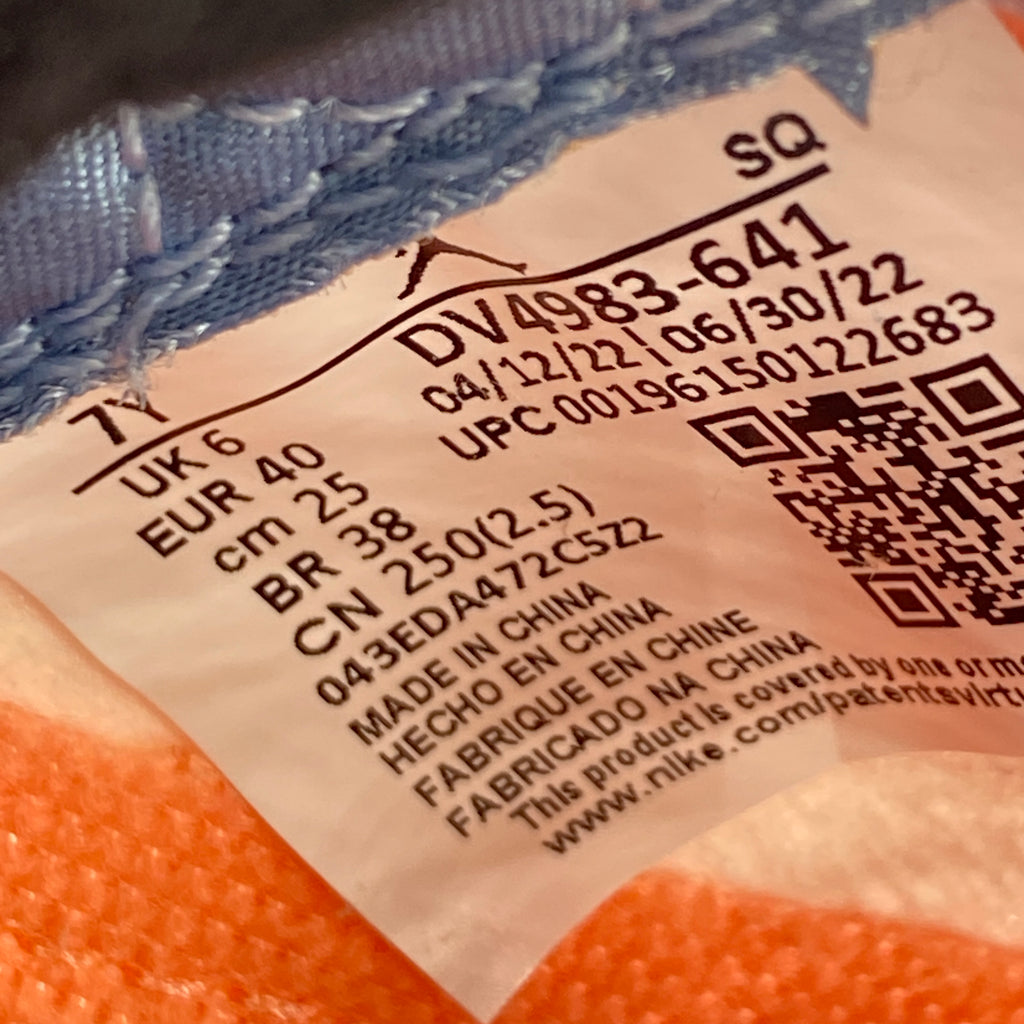 SQ
7Y
DV4983-641
04/12/22\06/30/22
UPC 00196150122683
UK 6
EUR 40
cm 25
BR 38
CN 250(2.5)
043EDA472C5Z2
MADE IN CHINA
HECHO EN CHINA
FABRIQUE EN CHINE
FABRICADO NA CHINA
This product is covered by one or
www.nike.com/patents